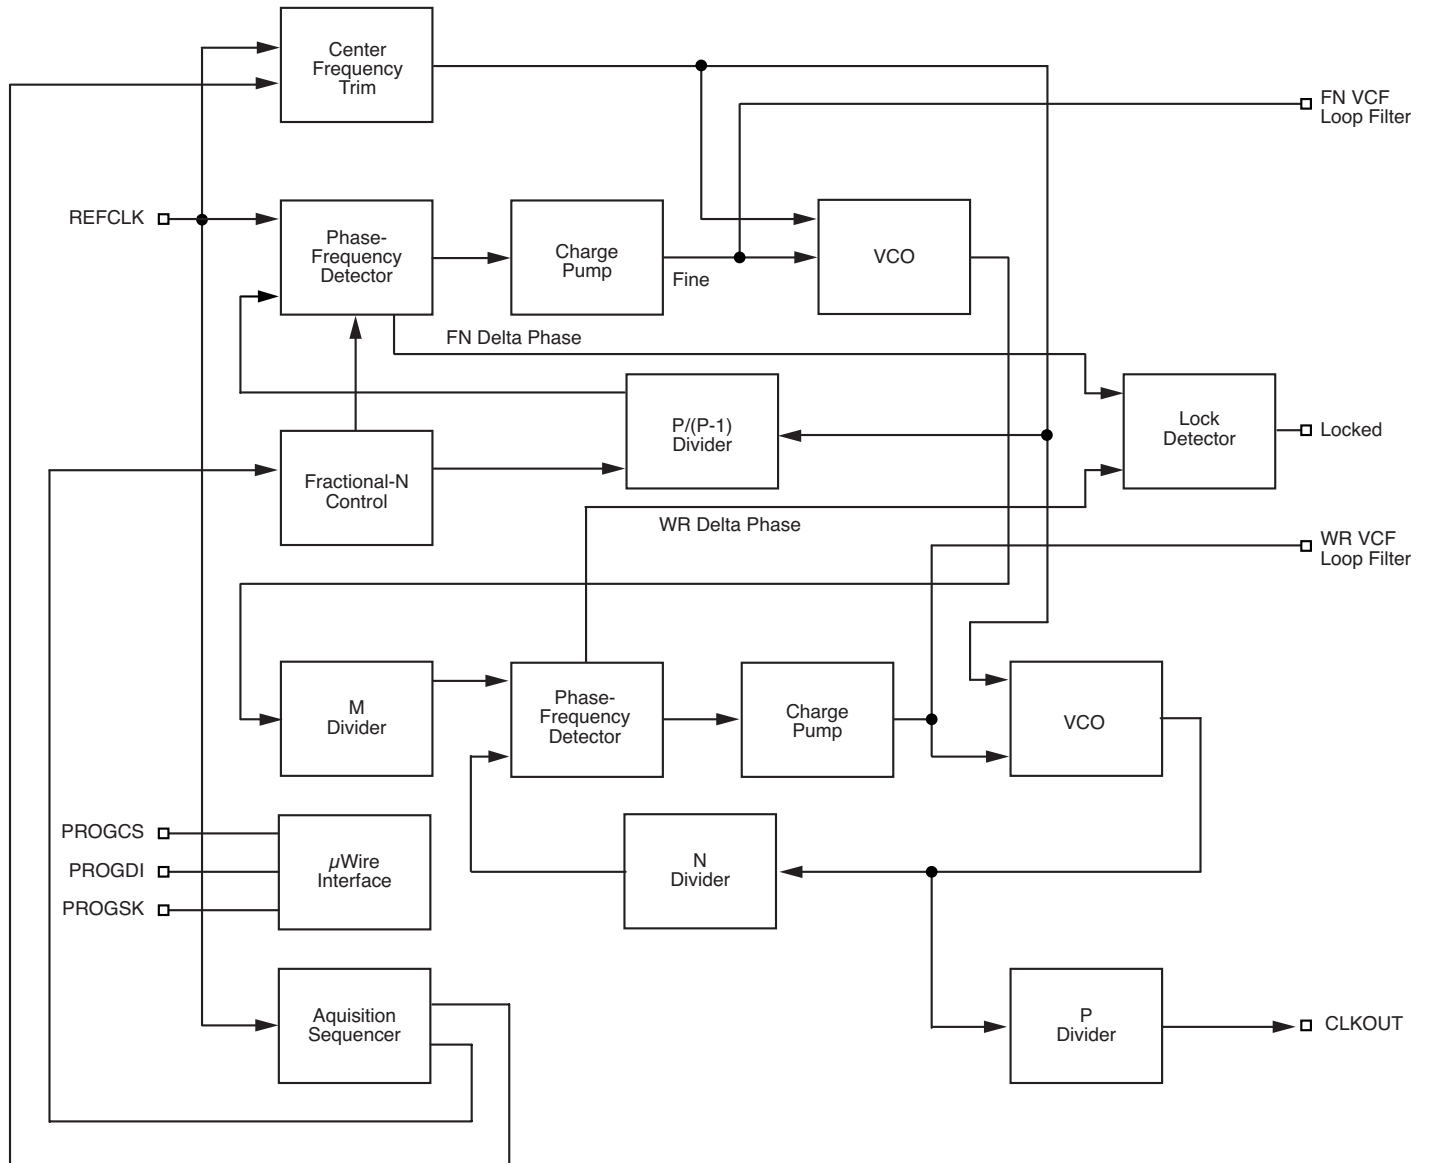 Center
Frequency
Trim
FN VCF
Loop Filter
REFCLK
Phase-
Frequency
Detector
Charge
Pump
Fine
VCO
FN Delta Phase
P/(P-1)
Divider
Lock
Detector
Locked
Fractional-N
Control
WR Delta Phase
WR VCF
Loop Filter
M
Divider
Phase-
Frequency
Detector
Charge
Pump
VCO
PROGCS
PROGDI
PROGSK
µWire
Interface
N
Divider
Aquisition
Sequencer
P
Divider
CLKOUT